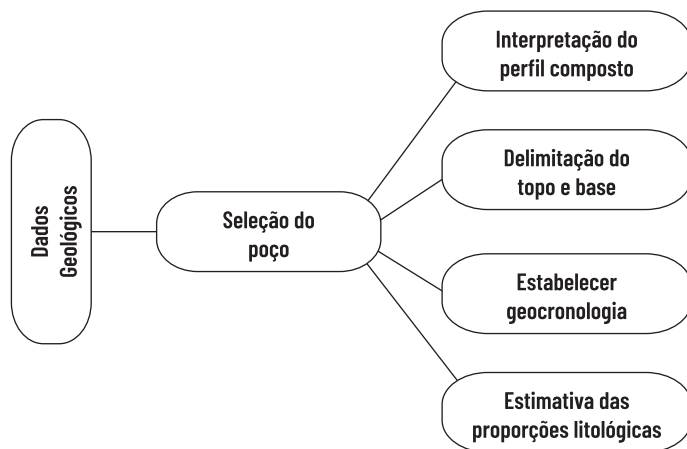 Dados
Geológicos
Seleção do
poço
Interpretação do
perfil composto
Delimitação do
topo e base
Estabelecer
geocronologia
Estimativa das
proporções litológicas